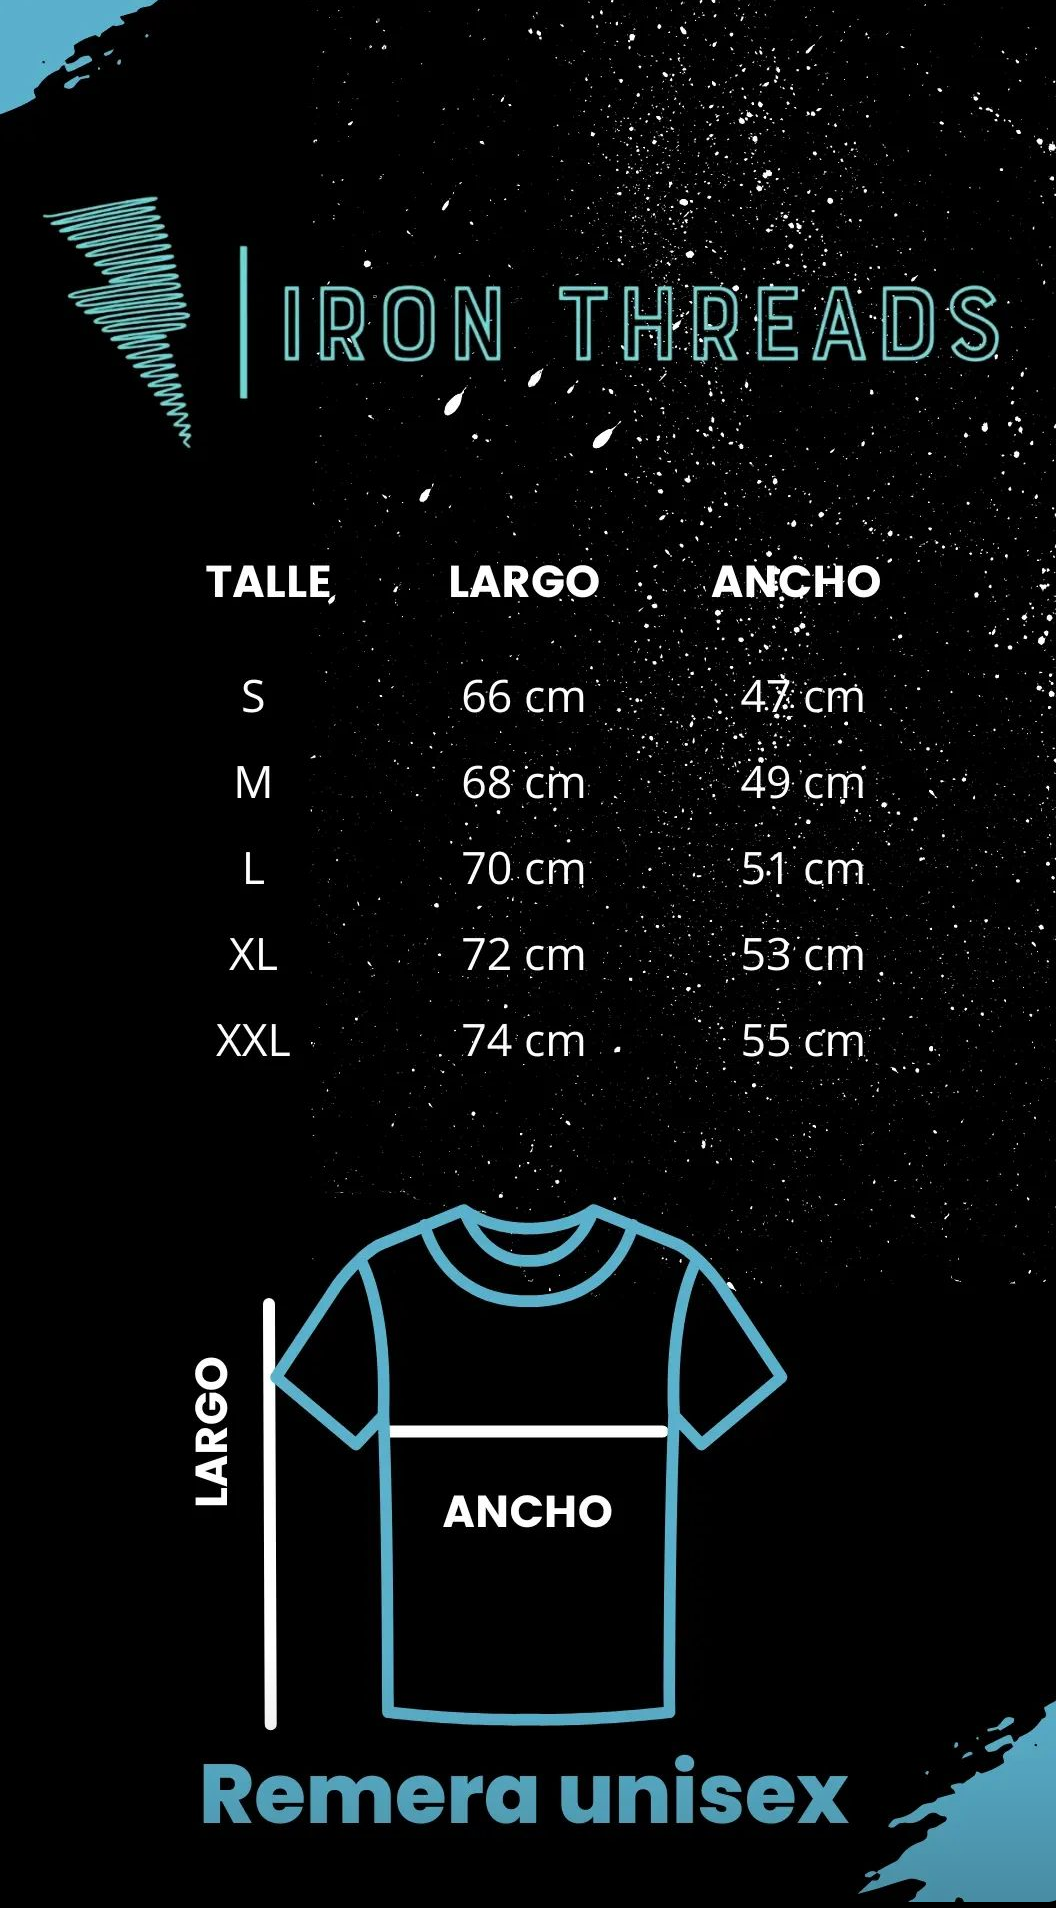 IRON THREADS
TALLE LARGO ANCHO
S 66 cm 47 cm
M 68 cm 49 cm
L 70 cm 51 cm
XL 72 cm 53 cm
XXL 74 cm 55 cm
LARGO
ANCHO
Remera unisex